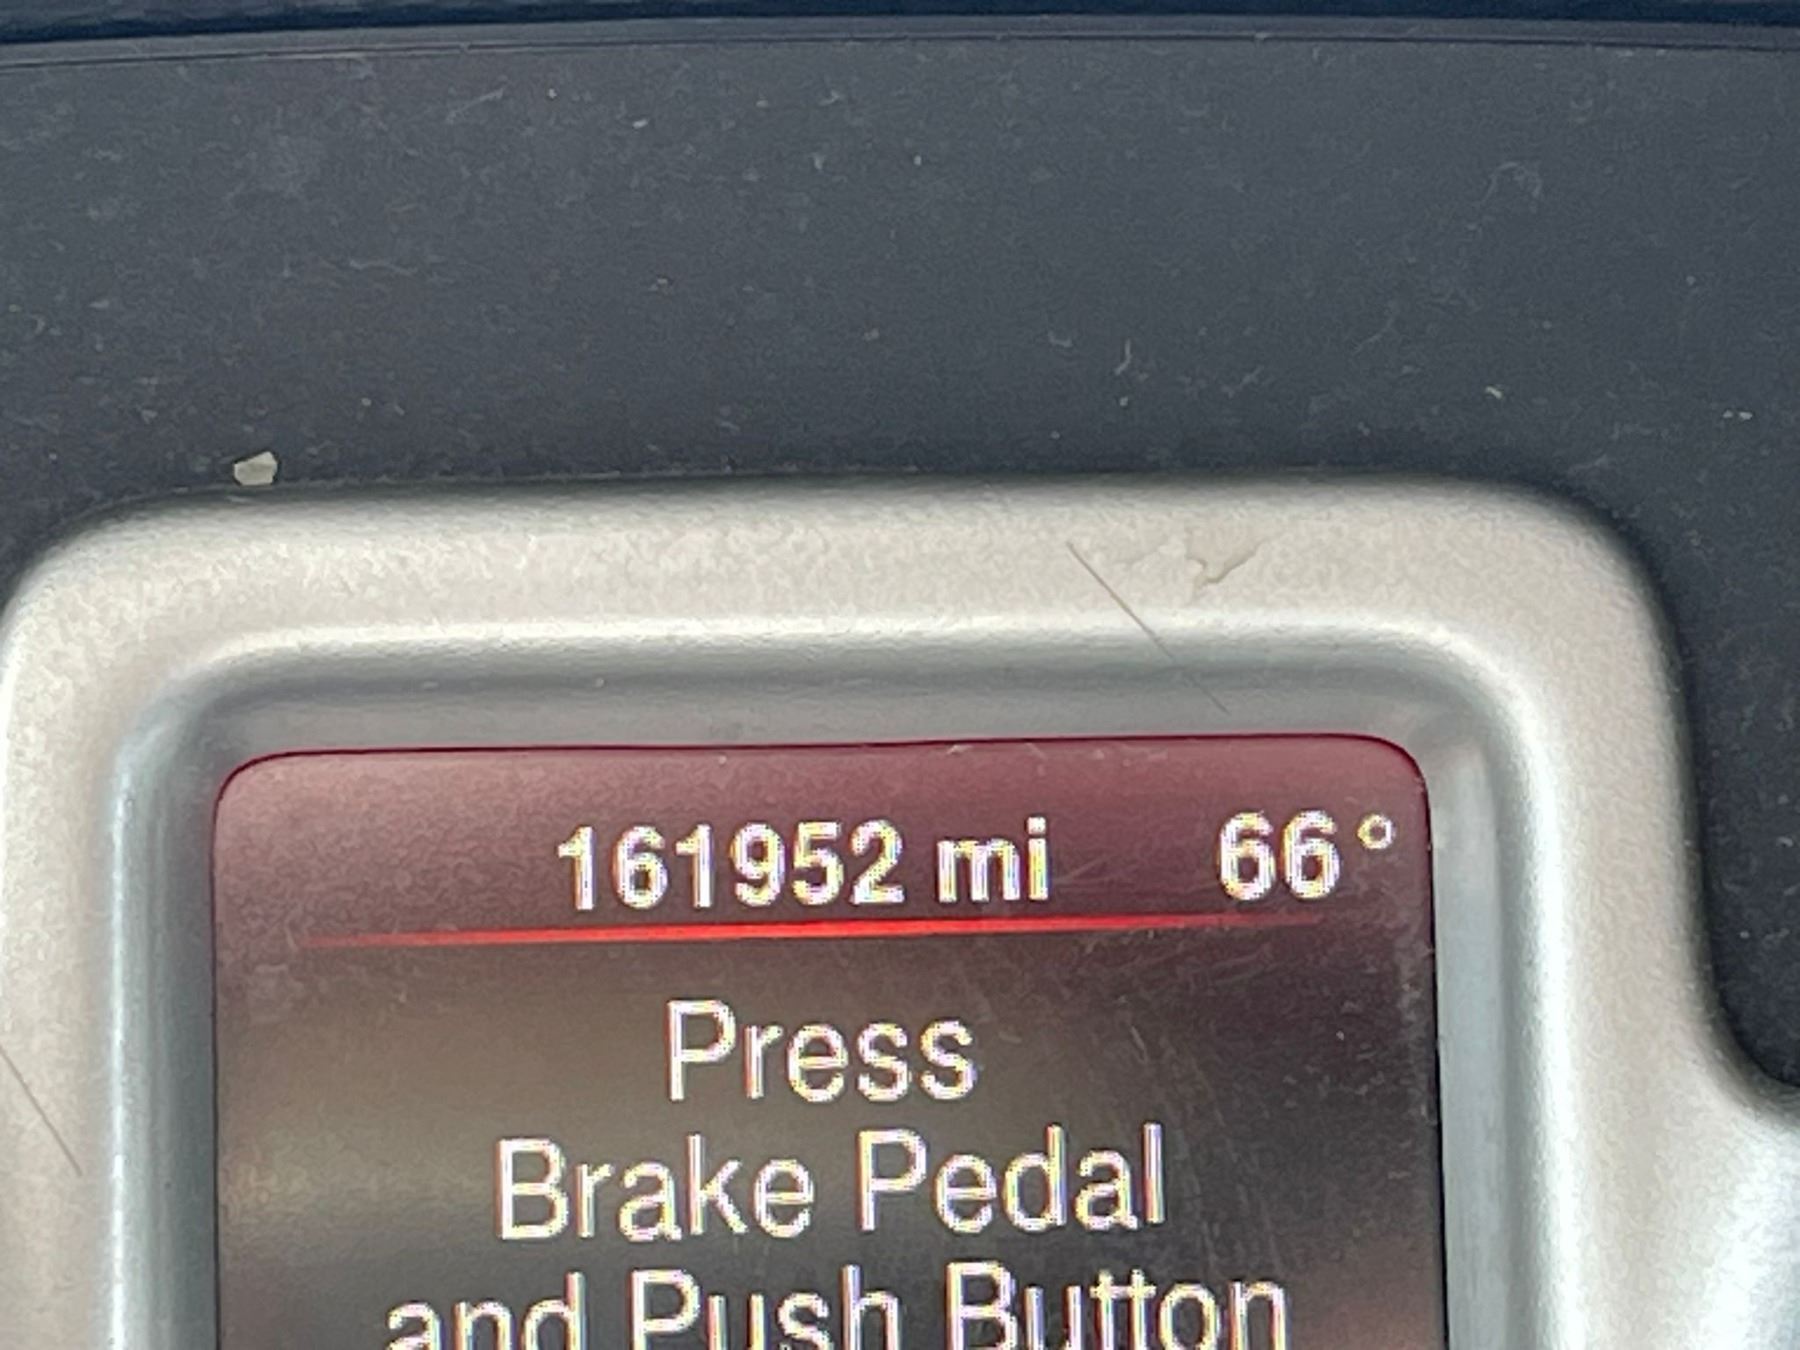 161952 mi 66°
Press
Brake Pedal
and Push Button